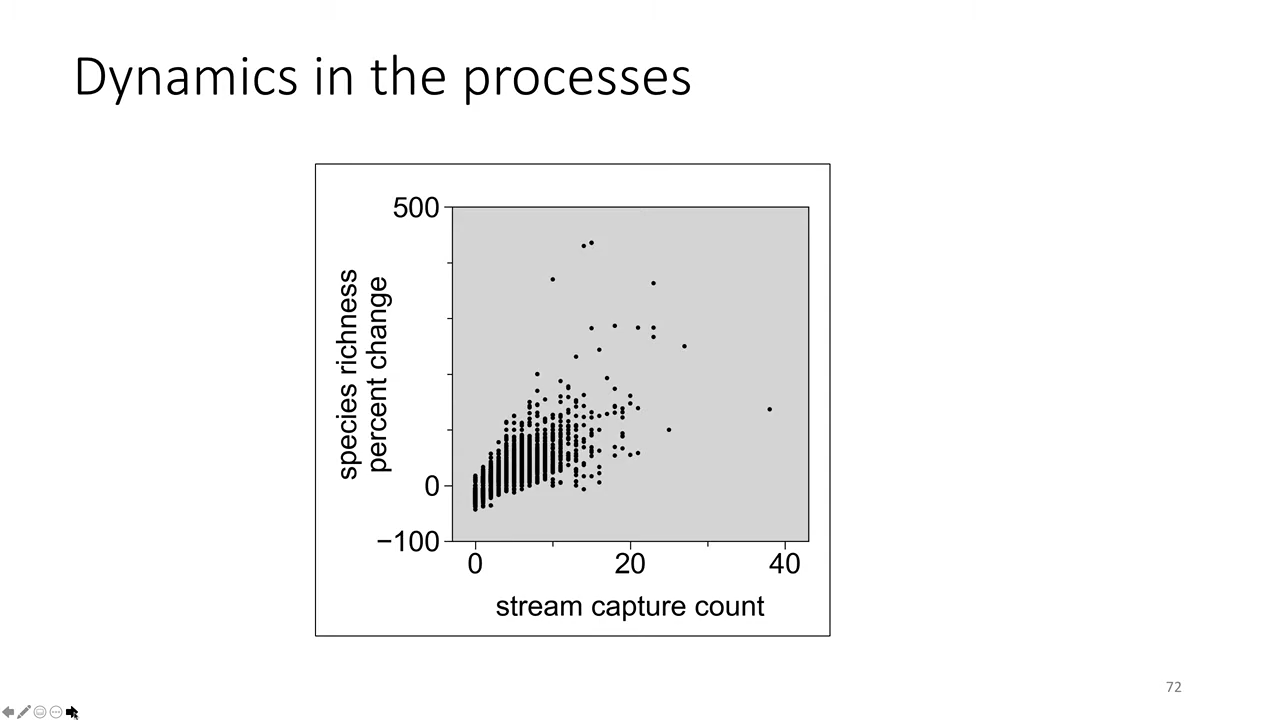 Dynamics in the processes
500
0
−100
species richness
percent change
0
20
40
stream capture count
72